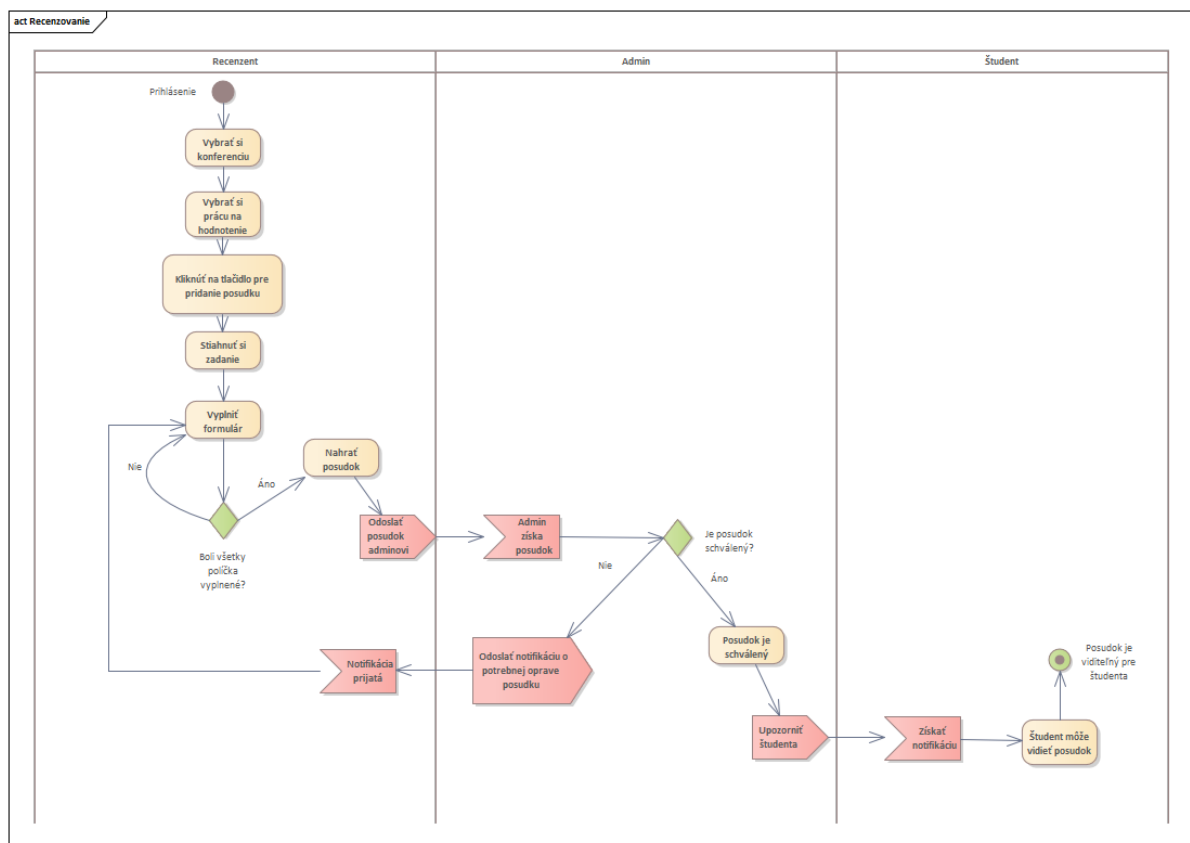 act Recenzovanie
Recenzent
Admin
Študent
Prihlásenie
Vybrať si
konferenciu
Vybrať si
prácu na
hodnotenie
Kliknúť na tlačidlo pre
pridanie posudku
Stiahnuť si
zadanie
Vyplniť
formulár
Nie
Áno
Nahrať
posudok
Boli všetky
políčka
vyplnené?
Odoslať
posudok
adminovi
Admin
získa
posudok
Je posudok
schválený?
Nie
Áno
Posudok je
schválený
Odoslať notifikáciu o
potrebnej oprave
posudku
Notifikácia
prijatá
Upozorniť
študenta
Získať
notifikáciu
Študent môže
vidieť posudok
Posudok je
viditeľný pre
študenta